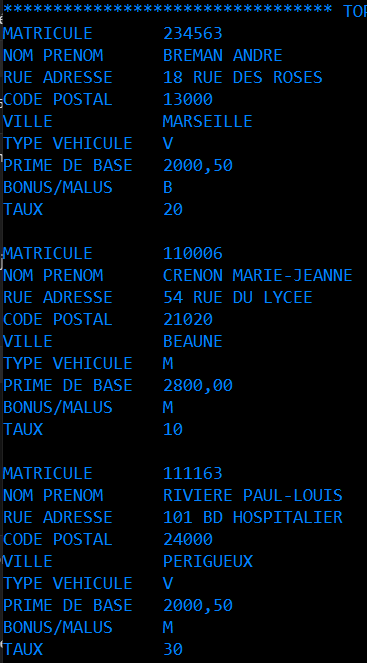 ********************************* TOP
MATRICULE 234563
NOM PRENOM BREMAN ANDRE
RUE ADRESSE 18 RUE DES ROSES
CODE POSTAL 13000
VILLE MARSEILLE
TYPE VEHICULE V
PRIME DE BASE 2000,50
BONUS/MALUS B
TAUX 20

MATRICULE 110006
NOM PRENOM CRENON MARIE-JEANNE
RUE ADRESSE 54 RUE DU LYCEE
CODE POSTAL 21020
VILLE BEAUNE
TYPE VEHICULE M
PRIME DE BASE 2800,00
BONUS/MALUS M
TAUX 10

MATRICULE 111163
NOM PRENOM RIVIERE PAUL-LOUIS
RUE ADRESSE 101 BD HOSPITALIER
CODE POSTAL 24000
VILLE PERIGUEUX
TYPE VEHICULE V
PRIME DE BASE 2000,50
BONUS/MALUS M
TAUX 30